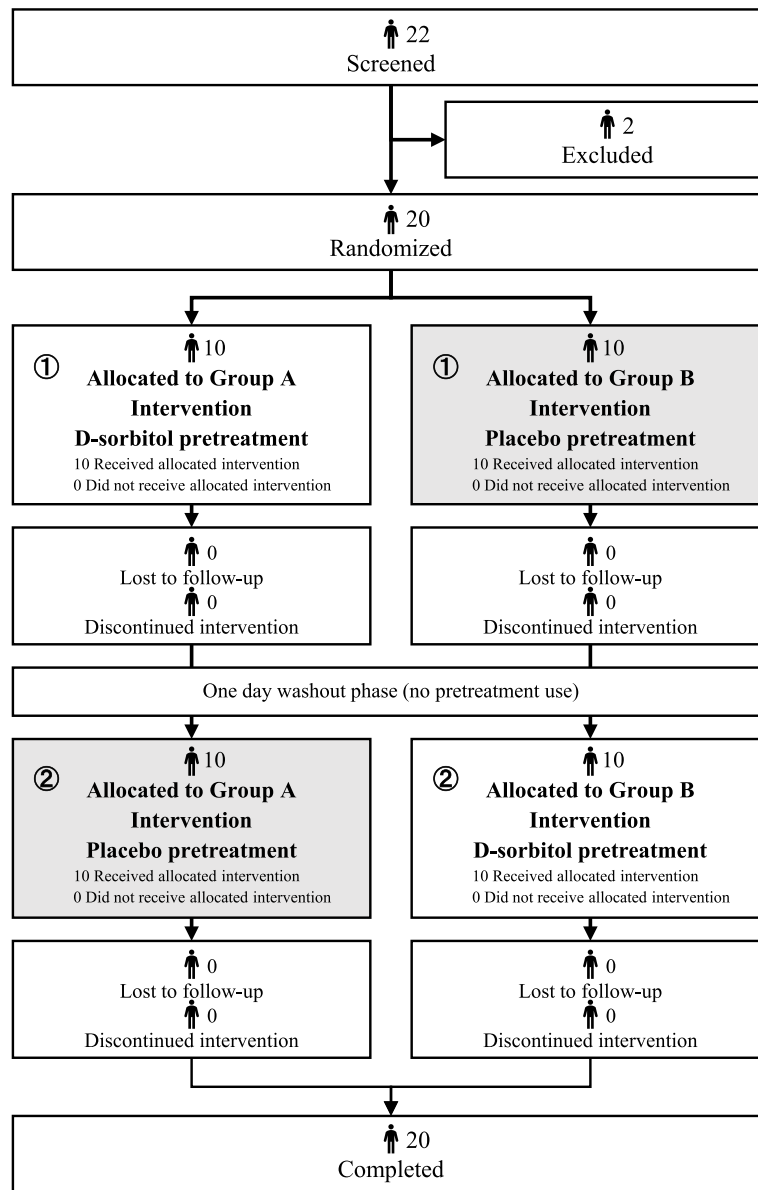 22
Screened
2
Excluded
20
Randomized
① 10
Allocated to Group A
Intervention
D-sorbitol pretreatment
10 Received allocated intervention
0 Did not receive allocated intervention
① 10
Allocated to Group B
Intervention
Placebo pretreatment
10 Received allocated intervention
0 Did not receive allocated intervention
0
Lost to follow-up
0
Discontinued intervention
0
Lost to follow-up
0
Discontinued intervention
One day washout phase (no pretreatment use)
② 10
Allocated to Group A
Intervention
Placebo pretreatment
10 Received allocated intervention
0 Did not receive allocated intervention
② 10
Allocated to Group B
Intervention
D-sorbitol pretreatment
10 Received allocated intervention
0 Did not receive allocated intervention
0
Lost to follow-up
0
Discontinued intervention
0
Lost to follow-up
0
Discontinued intervention
20
Completed